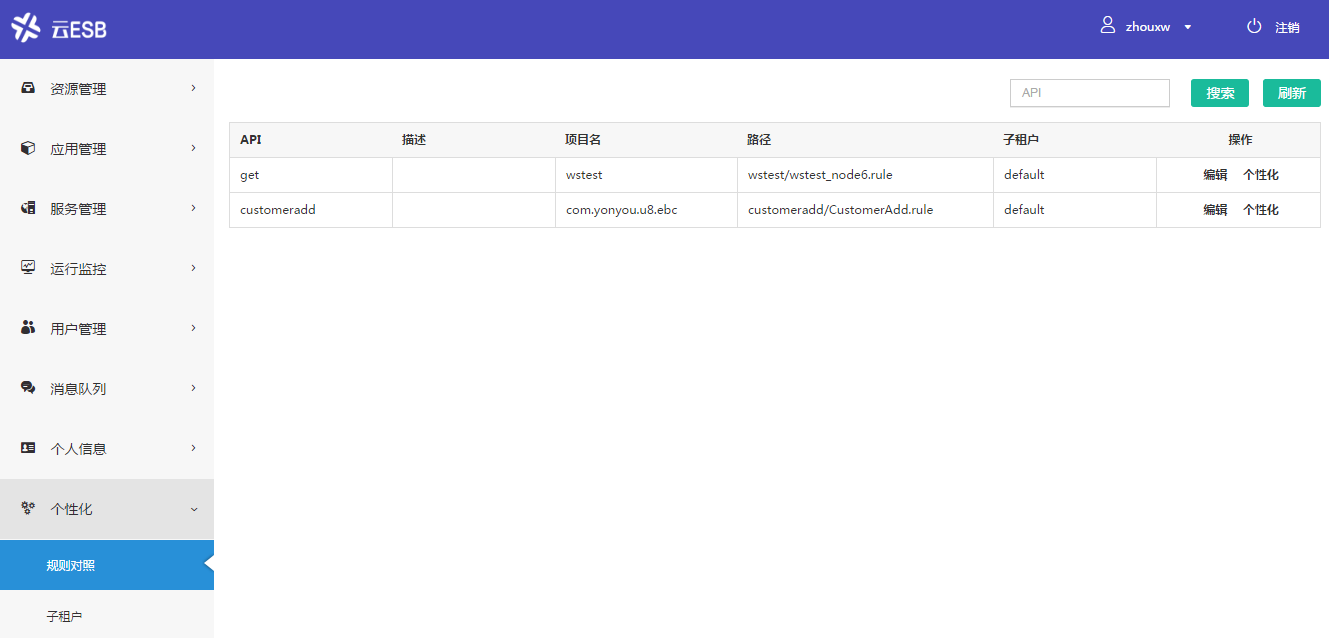 云ESB
zhouxw
注销
资源管理
应用管理
服务管理
运行监控
用户管理
消息队列
个人信息
个性化
规则对照
子租户
API 搜索 刷新
API 描述 项目名 路径 子租户 操作
get wstest wstest/wstest_node6.rule default 编辑 个性化
customeradd com.yonyou.u8.ebc customeradd/CustomerAdd.rule default 编辑 个性化